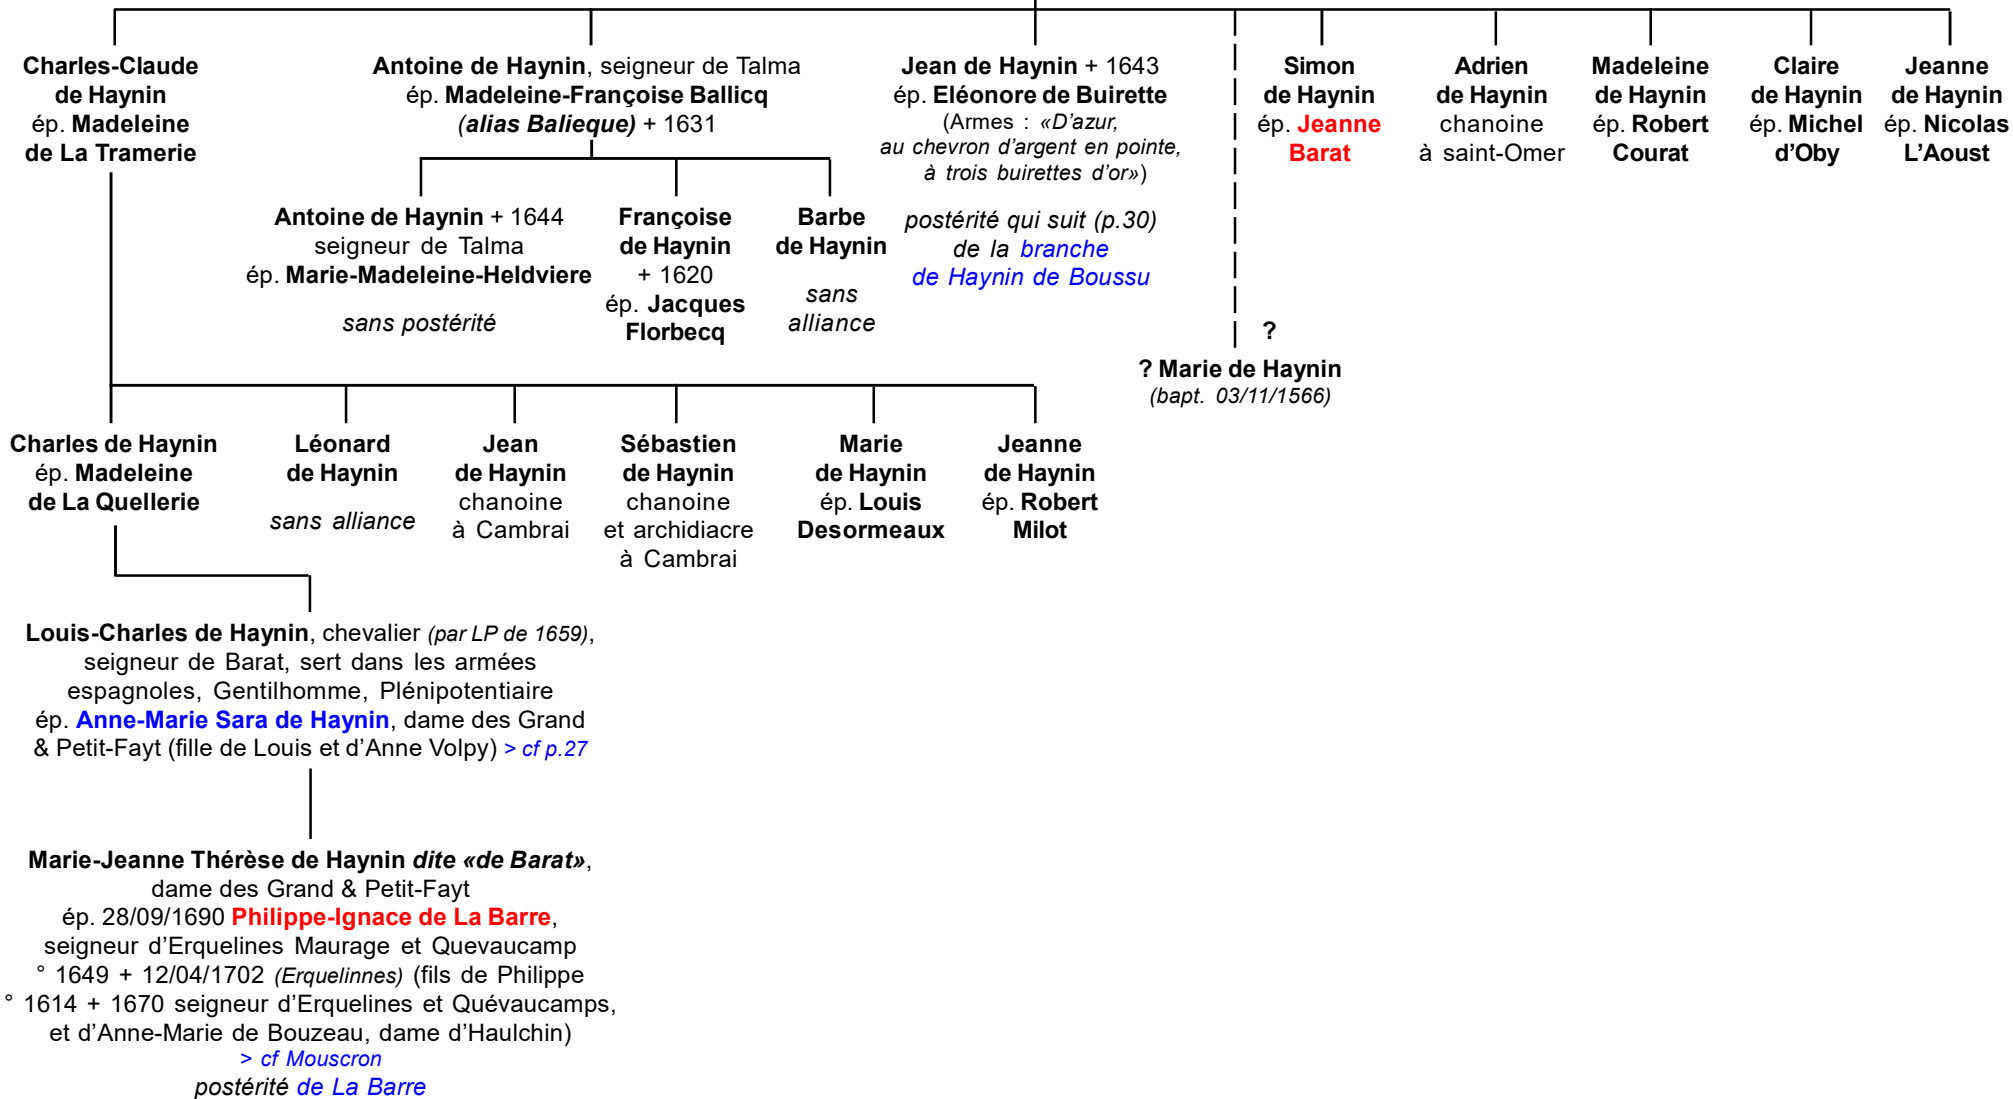 Charles-Claude
de Haynin
ép. Madeleine
de La Tramerie
Antoine de Haynin, seigneur de Talma
ép. Madeleine-Françoise Ballicq
(alias Balieque) + 1631
Jean de Haynin + 1643
ép. Eléonore de Buirette
(Armes : «D'azur,
au chevron d'argent en pointe,
à trois buirettes d'or»)
postérité qui suit (p.30)
de la branche
de Haynin de Boussu
Simon
de Haynin
ép. Jeanne
Barat
Adrien
de Haynin
chanoine
à saint-Omer
Madeleine
de Haynin
ép. Robert
Courat
Claire
de Haynin
ép. Michel
d'Oby
Jeanne
de Haynin
ép. Nicolas
L'Aoust
Antoine de Haynin + 1644
seigneur de Talma
ép. Marie-Madeleine-Heldviere
sans postérité
Françoise
de Haynin
+ 1620
ép. Jacques
Florbecq
Barbe
de Haynin
sans
alliance
?
? Marie de Haynin
(bapt. 03/11/1566)
Charles de Haynin
ép. Madeleine
de La Quellerie
Léonard
de Haynin
sans alliance
Jean
de Haynin
chanoine
à Cambrai
Sébastien
de Haynin
chanoine
et archidiacre
à Cambrai
Marie
de Haynin
ép. Louis
Desormeaux
Jeanne
de Haynin
ép. Robert
Milot
Louis-Charles de Haynin, chevalier (par LP de 1659),
seigneur de Barat, sert dans les armées
espagnoles, Gentilhomme, Plénipotentiaire
ép. Anne-Marie Sara de Haynin, dame des Grand
& Petit-Fayt (fille de Louis et d'Anne Volpy) > cf p.27
Marie-Jeanne Thérèse de Haynin dite «de Barat»,
dame des Grand & Petit-Fayt
ép. 28/09/1690 Philippe-Ignace de La Barre,
seigneur d'Erquelines Maurage et Quevaucamp
° 1649 + 12/04/1702 (Erquelinnes) (fils de Philippe
° 1614 + 1670 seigneur d'Erquelines et Quévaucamps,
et d'Anne-Marie de Bouzeau, dame d'Haulchin)
> cf Mouscron
postérité de La Barre